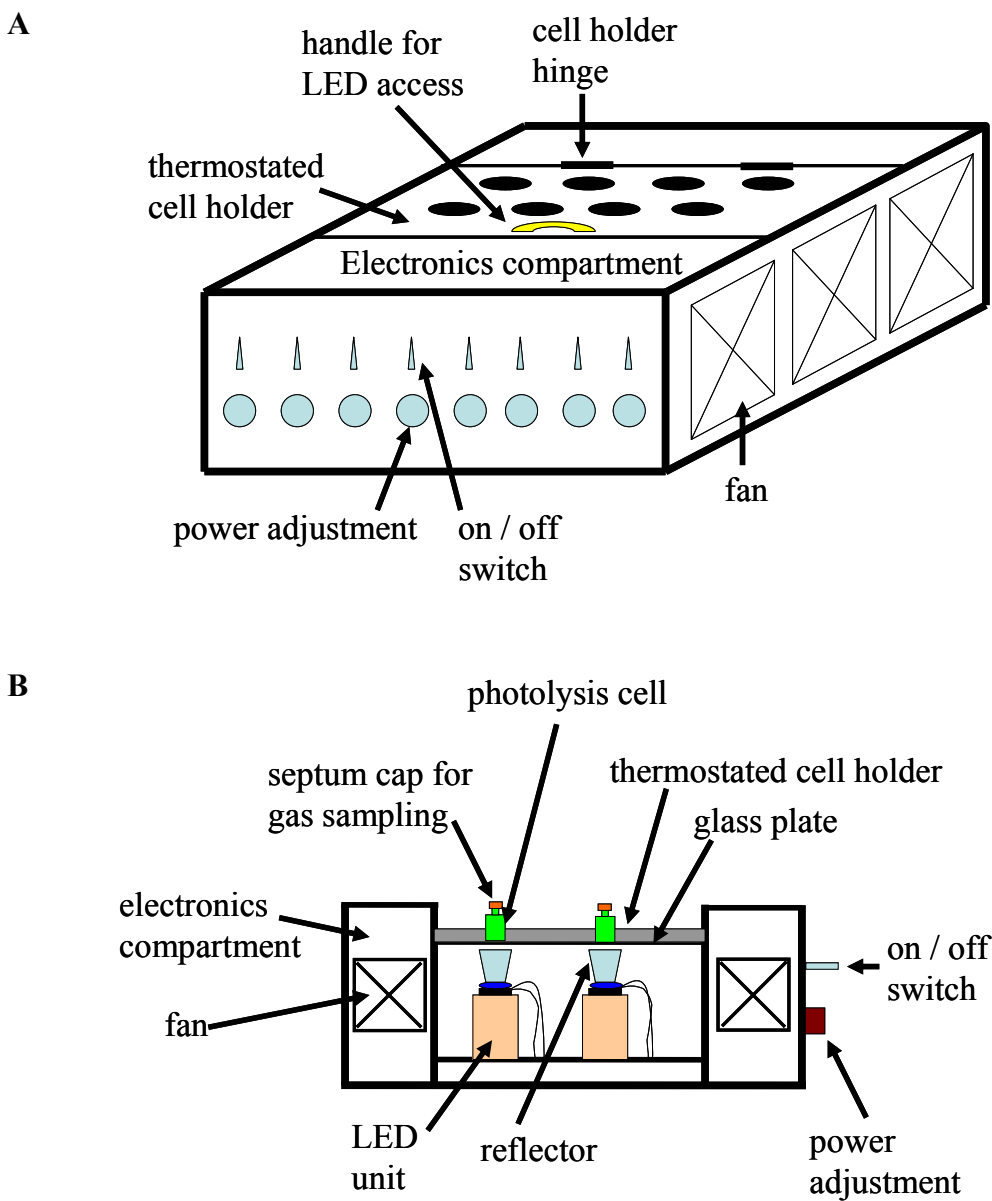 A
handle for
LED access
cell holder
hinge
thermostated
cell holder
Electronics compartment
fan
power adjustment
on / off
switch
B
photolysis cell
septum cap for
gas sampling
thermostated cell holder
glass plate
electronics
compartment
on / off
switch
fan
LED
unit
reflector
power
adjustment